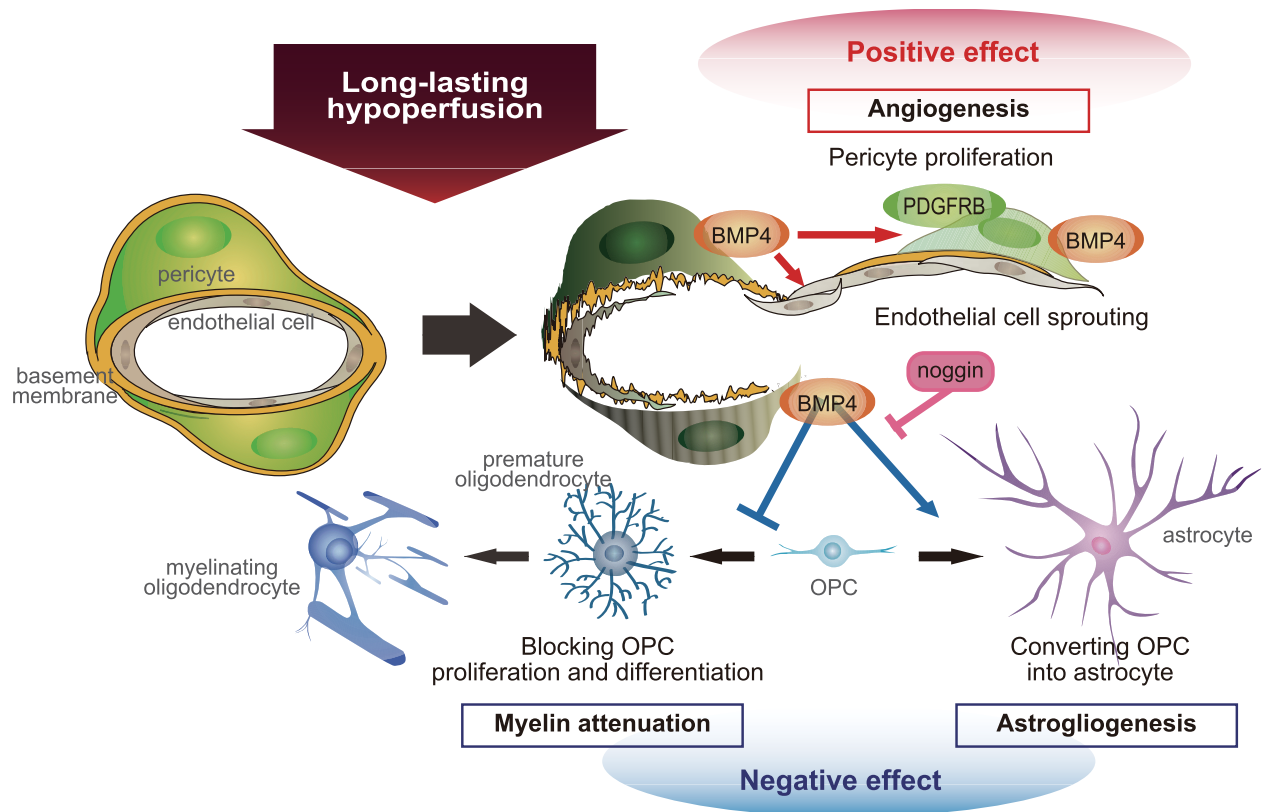 Long-lasting
hypoperfusion
Positive effect
Angiogenesis
Pericyte proliferation
PDGFRB
BMP4
BMP4
pericyte
endothelial cell
basement
membrane
Endothelial cell sprouting
noggin
BMP4
premature
oligodendrocyte
myelinating
oligodendrocyte
OPC
astrocyte
Blocking OPC
proliferation and differentiation
Converting OPC
into astrocyte
Myelin attenuation
Astrogliogenesis
Negative effect